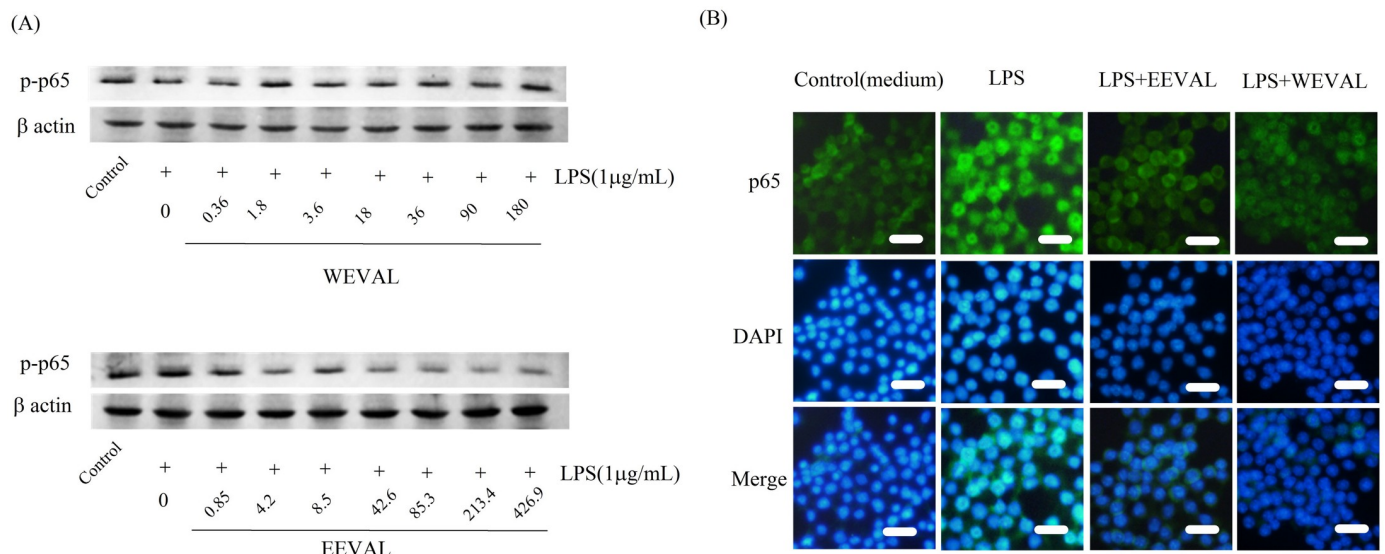 (A)
p-p65
β actin
Control + + + + + + + + LPS(1μg/mL)
0 0.36 1.8 3.6 18 36 90 180
WEVAL
p-p65
β actin
Control + + + + + + + + LPS(1μg/mL)
0 0.85 4.2 8.5 42.6 85.3 213.4 426.9
EEVAL
(B)
Control(medium) LPS LPS+EEVAL LPS+WEVAL
p65
DAPI
Merge